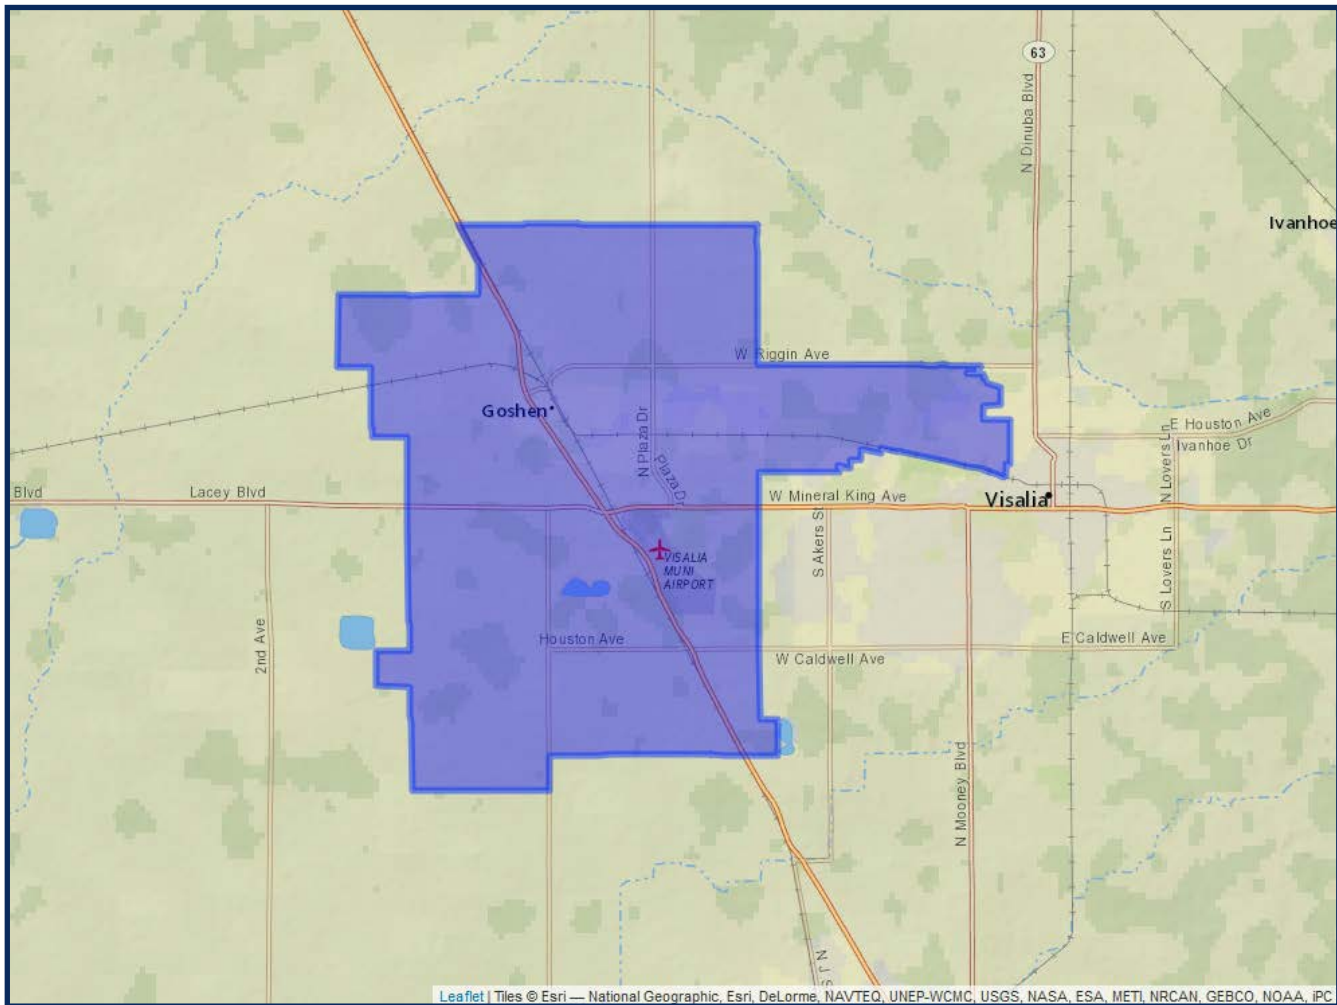 63
N Dinuba Blvd
Ivanhoe
W Riggin Ave
Goshen
N Plaza Dr
Plaza Dr
E Houston Ave
Ivanhoe Dr
N Lovers Ln
Blvd
Lacey Blvd
W Mineral King Ave
Visalia
S Akers St
S Lovers Ln
VISALIA
MUNI
AIRPORT
2nd Ave
Houston Ave
E Caldwell Ave
W Caldwell Ave
N Mooney Blvd
N J S
Leaflet | Tiles © Esri — National Geographic, Esri, DeLorme, NAVTEQ, UNEP-WCMC, USGS, NASA, ESA, METI, NRCAN, GEBCO, NOAA, iPC